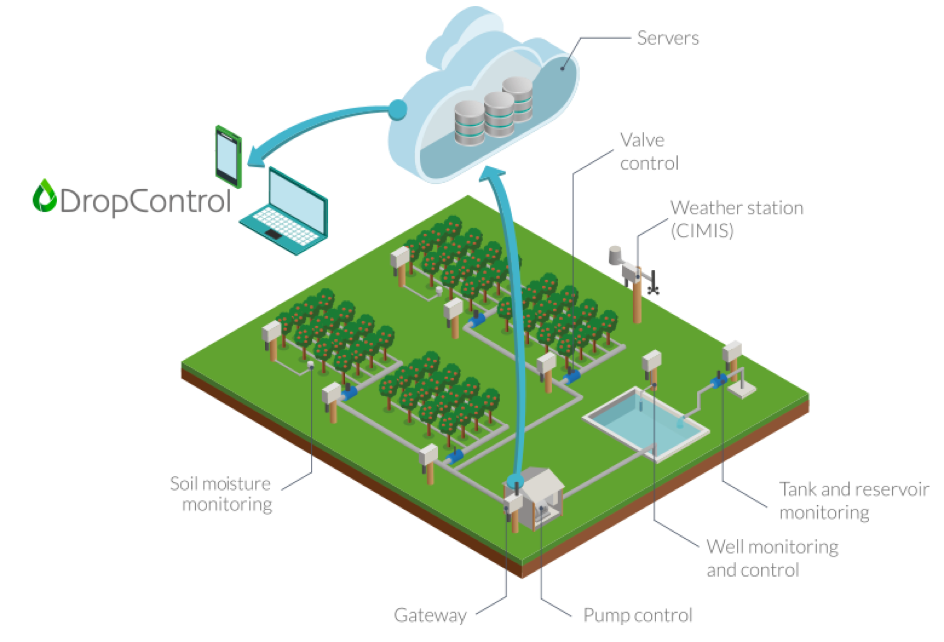 Servers
Valve
control
Weather station
(CIMIS)
DropControl
Soil moisture
monitoring
Tank and reservoir
monitoring
Well monitoring
and control
Gateway
Pump control